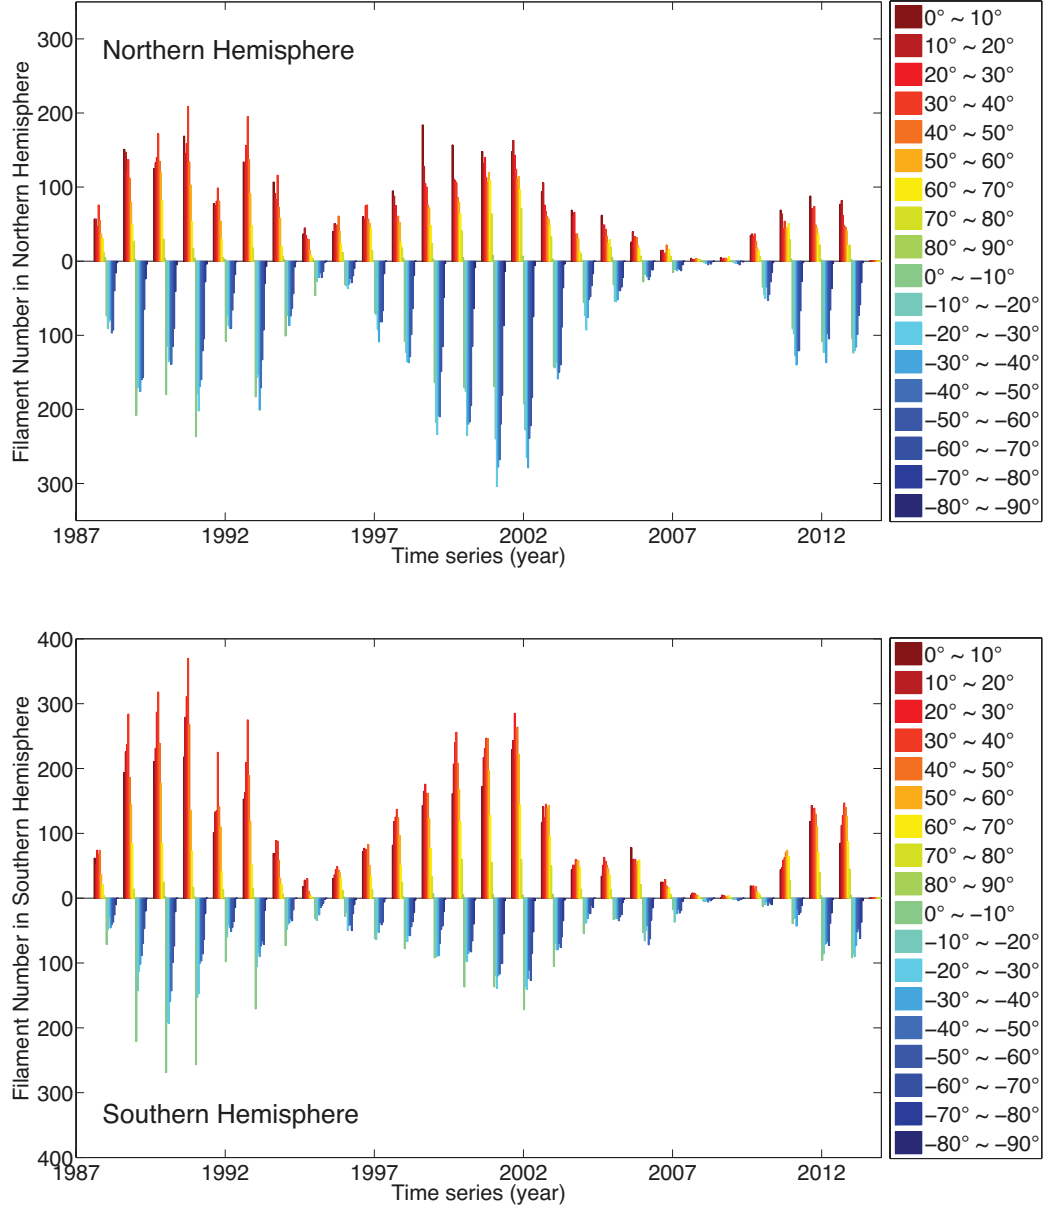 Northern Hemisphere
Filament Number in Northern Hemisphere
300
200
100
0
100
200
300
1987
1992
1997
2002
2007
2012
Time series (year)
0° ~ 10°
10° ~ 20°
20° ~ 30°
30° ~ 40°
40° ~ 50°
50° ~ 60°
60° ~ 70°
70° ~ 80°
80° ~ 90°
0° ~ −10°
−10° ~ −20°
−20° ~ −30°
−30° ~ −40°
−40° ~ −50°
−50° ~ −60°
−60° ~ −70°
−70° ~ −80°
−80° ~ −90°
Filament Number in Southern Hemisphere
400
300
200
100
0
100
200
300
400
Southern Hemisphere
1987
1992
1997
2002
2007
2012
Time series (year)
0° ~ 10°
10° ~ 20°
20° ~ 30°
30° ~ 40°
40° ~ 50°
50° ~ 60°
60° ~ 70°
70° ~ 80°
80° ~ 90°
0° ~ −10°
−10° ~ −20°
−20° ~ −30°
−30° ~ −40°
−40° ~ −50°
−50° ~ −60°
−60° ~ −70°
−70° ~ −80°
−80° ~ −90°